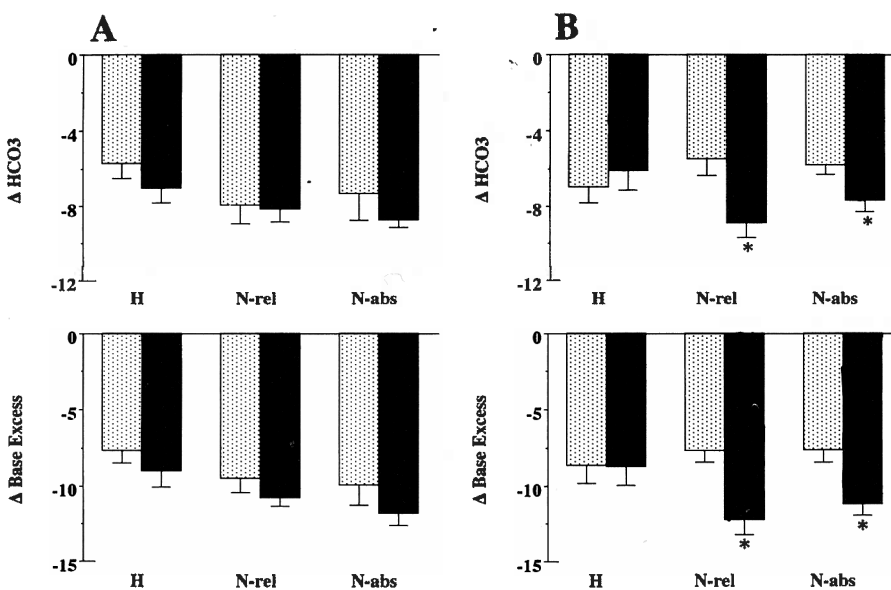 A
B
0
-4
-8
-12
Δ HCO3
H N-rel N-abs
0
-4
-8
-12
Δ HCO3
* *
H N-rel N-abs
0
-5
-10
-15
Δ Base Excess
H N-rel N-abs
0
-5
-10
-15
Δ Base Excess
* *
H N-rel N-abs